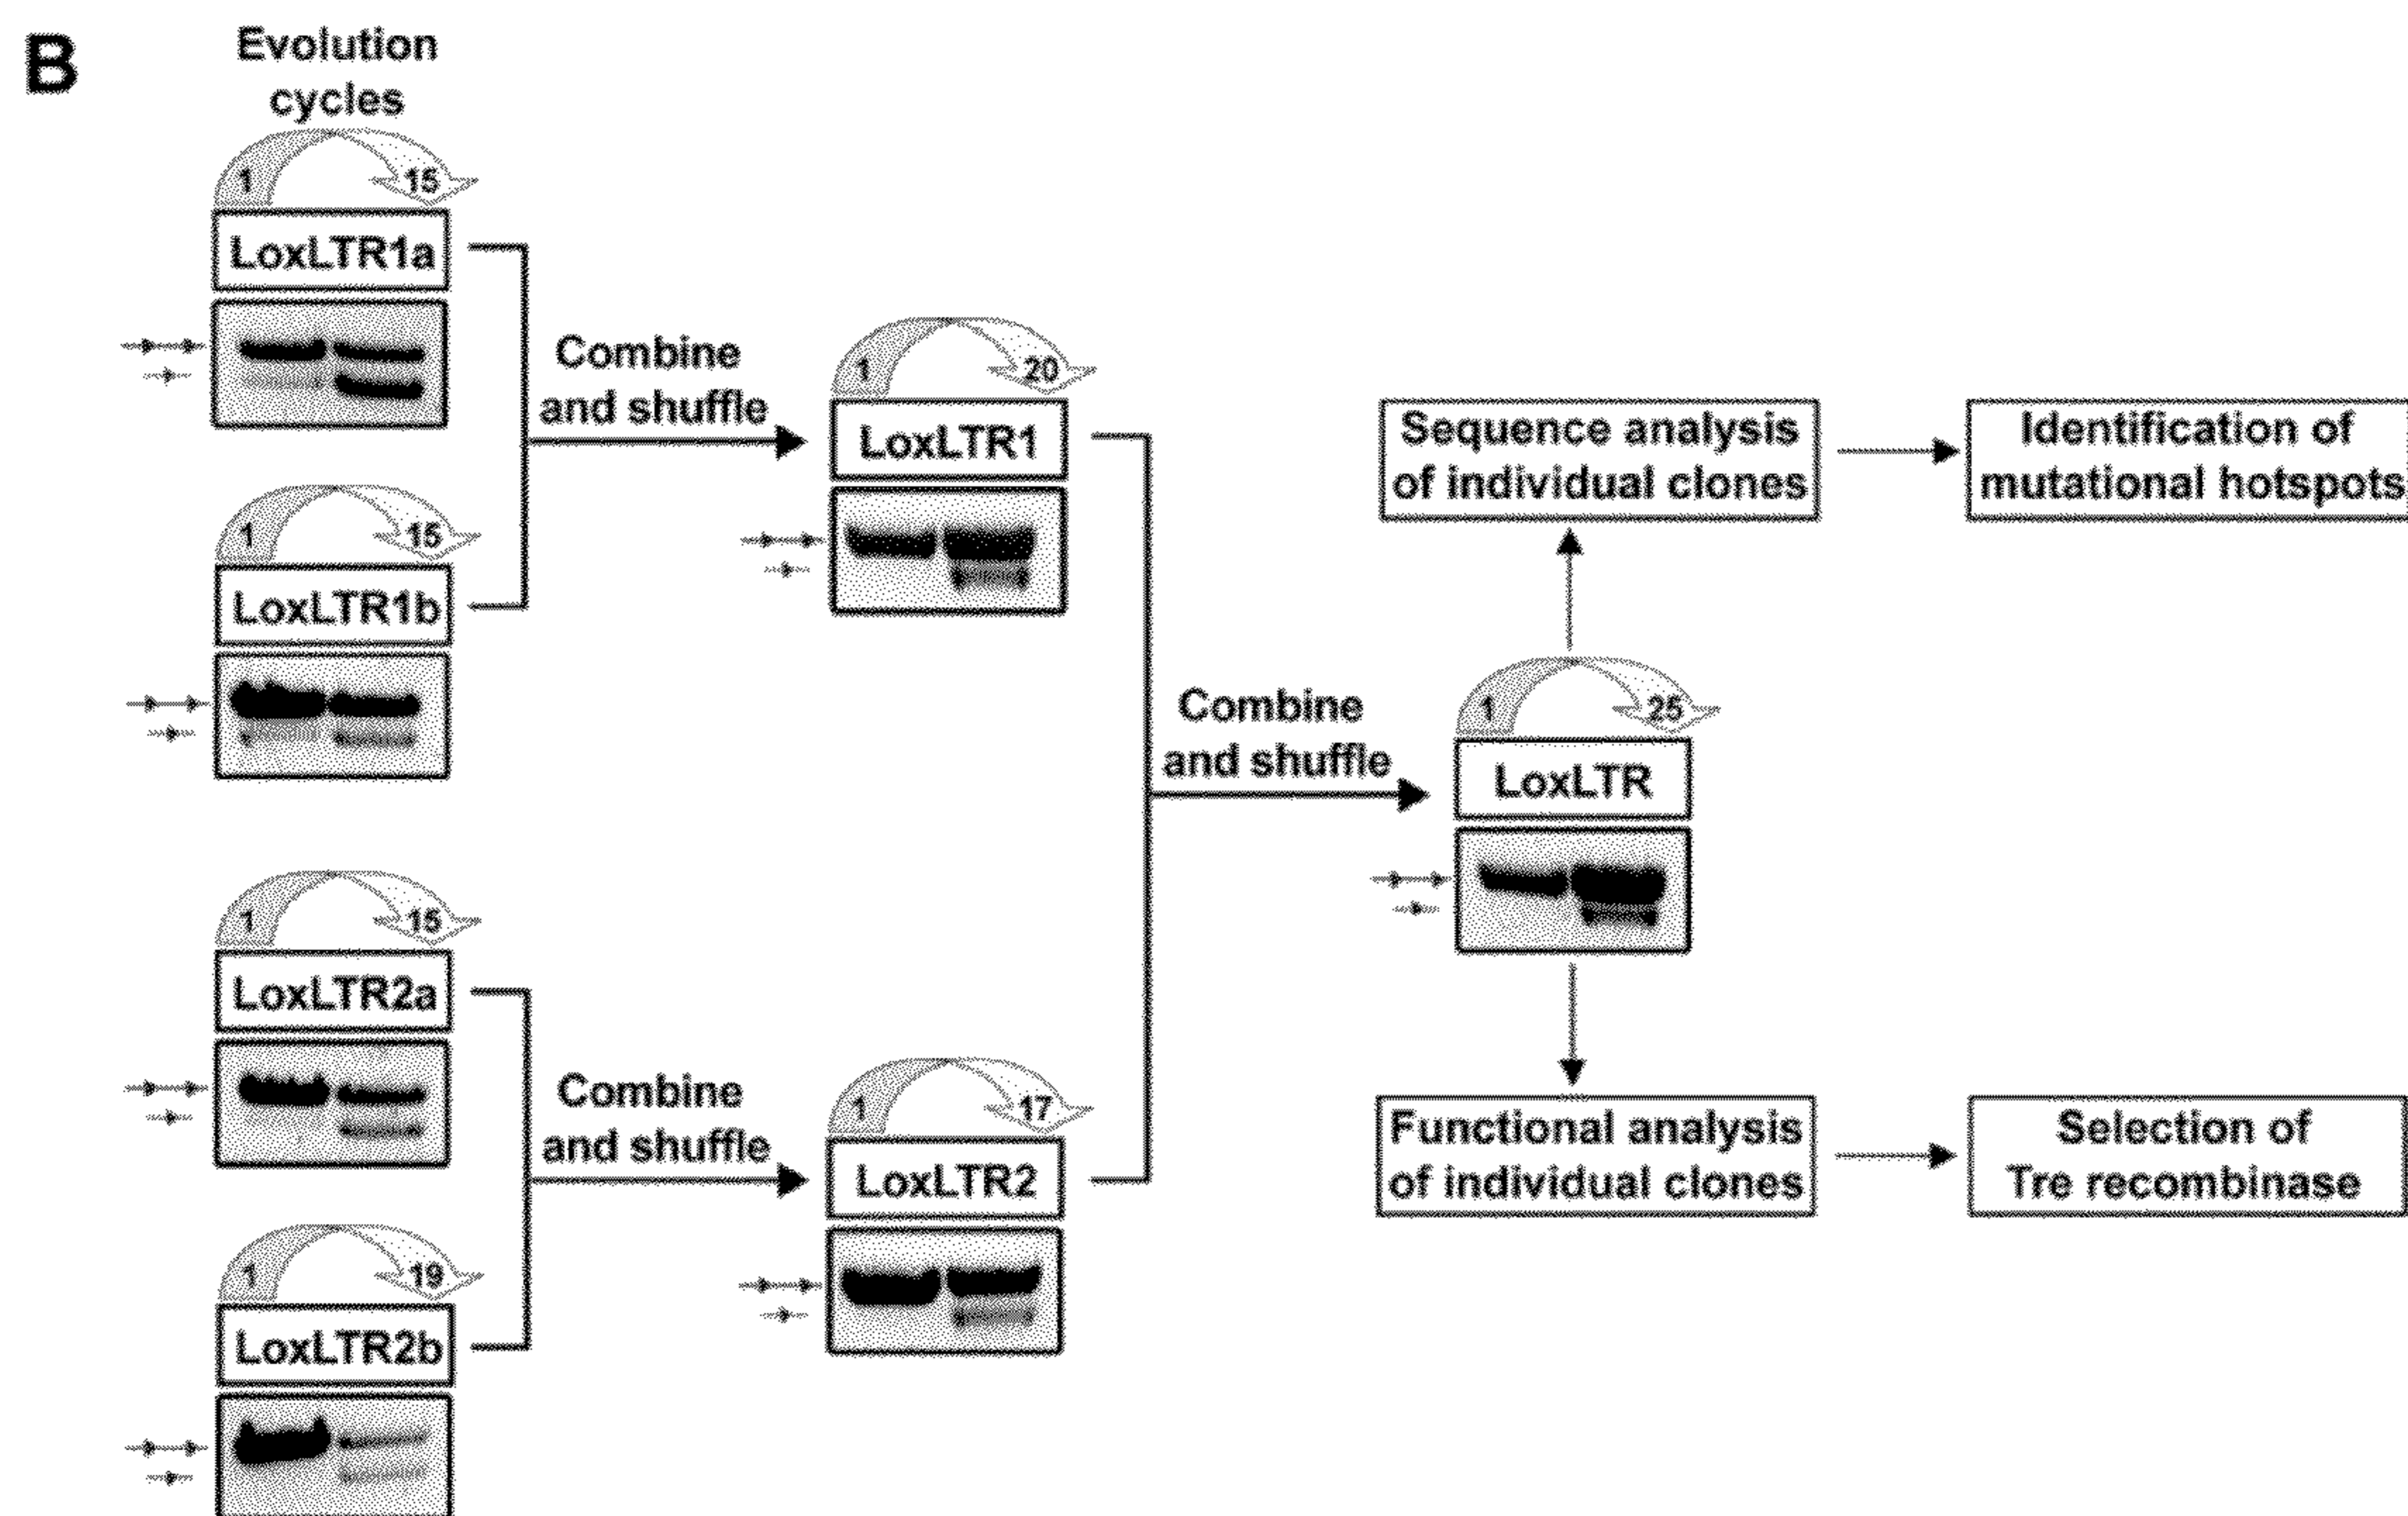 B
Evolution
cycles
1
15
LoxLTR1a
Combine
and shuffle
1
15
LoxLTR1b
1
20
LoxLTR1
Sequence analysis
of individual clones
Identification of
mutational hotspots
Combine
and shuffle
1
25
LoxLTR
1
15
LoxLTR2a
Combine
and shuffle
1
19
LoxLTR2b
1
17
LoxLTR2
Functional analysis
of individual clones
Selection of
Tre recombinase